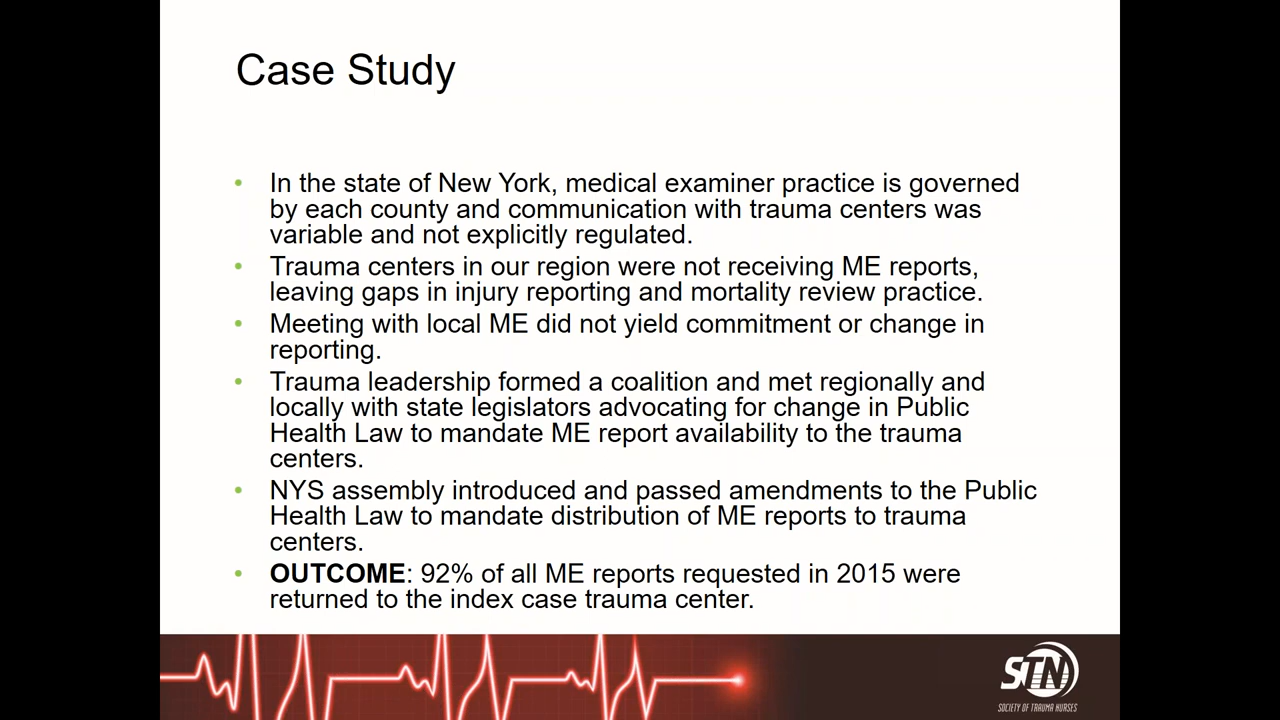 Case Study
• In the state of New York, medical examiner practice is governed
by each county and communication with trauma centers was
variable and not explicitly regulated.
• Trauma centers in our region were not receiving ME reports,
leaving gaps in injury reporting and mortality review practice.
• Meeting with local ME did not yield commitment or change in
reporting.
• Trauma leadership formed a coalition and met regionally and
locally with state legislators advocating for change in Public
Health Law to mandate ME report availability to the trauma
centers.
• NYS assembly introduced and passed amendments to the Public
Health Law to mandate distribution of ME reports to trauma
centers.
• OUTCOME: 92% of all ME reports requested in 2015 were
returned to the index case trauma center.
STN
SOCIETY OF TRAUMA NURSES